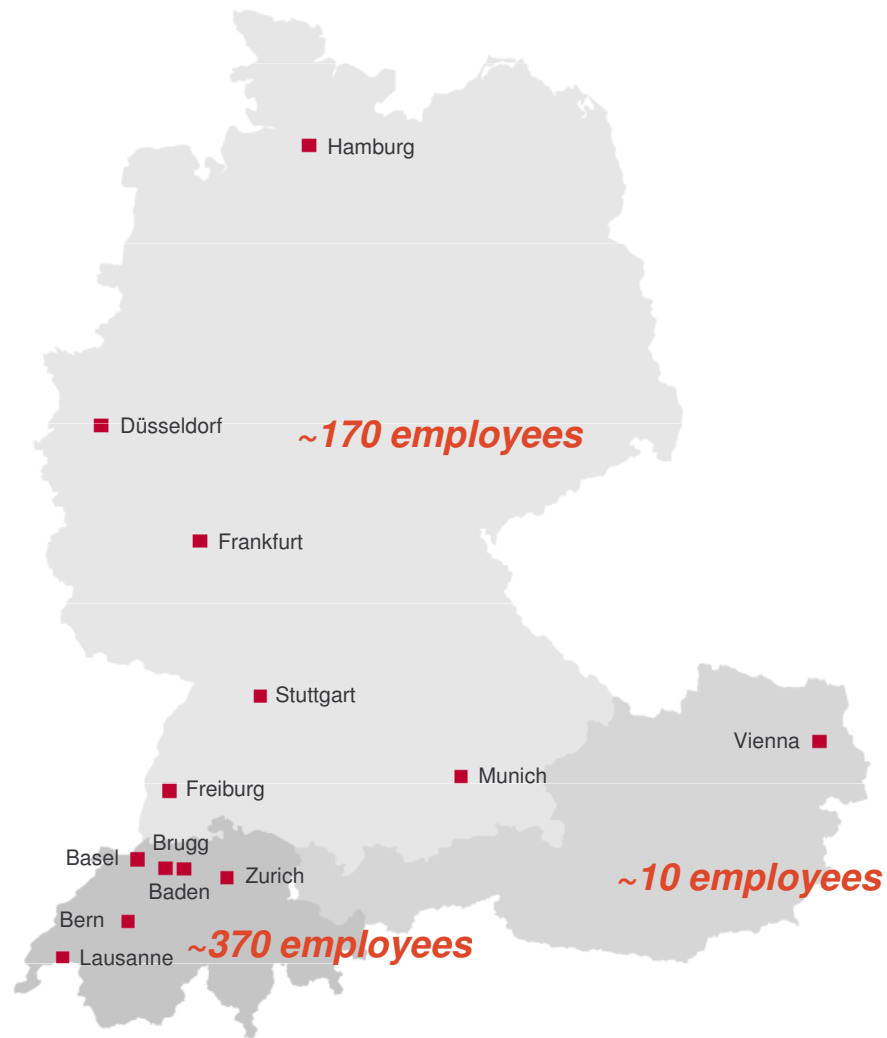 Hamburg
Düsseldorf
~170 employees
Frankfurt
Stuttgart
Vienna
Munich
Freiburg
Brugg
Basel
Zurich
Baden
~10 employees
Bern
~370 employees
Lausanne